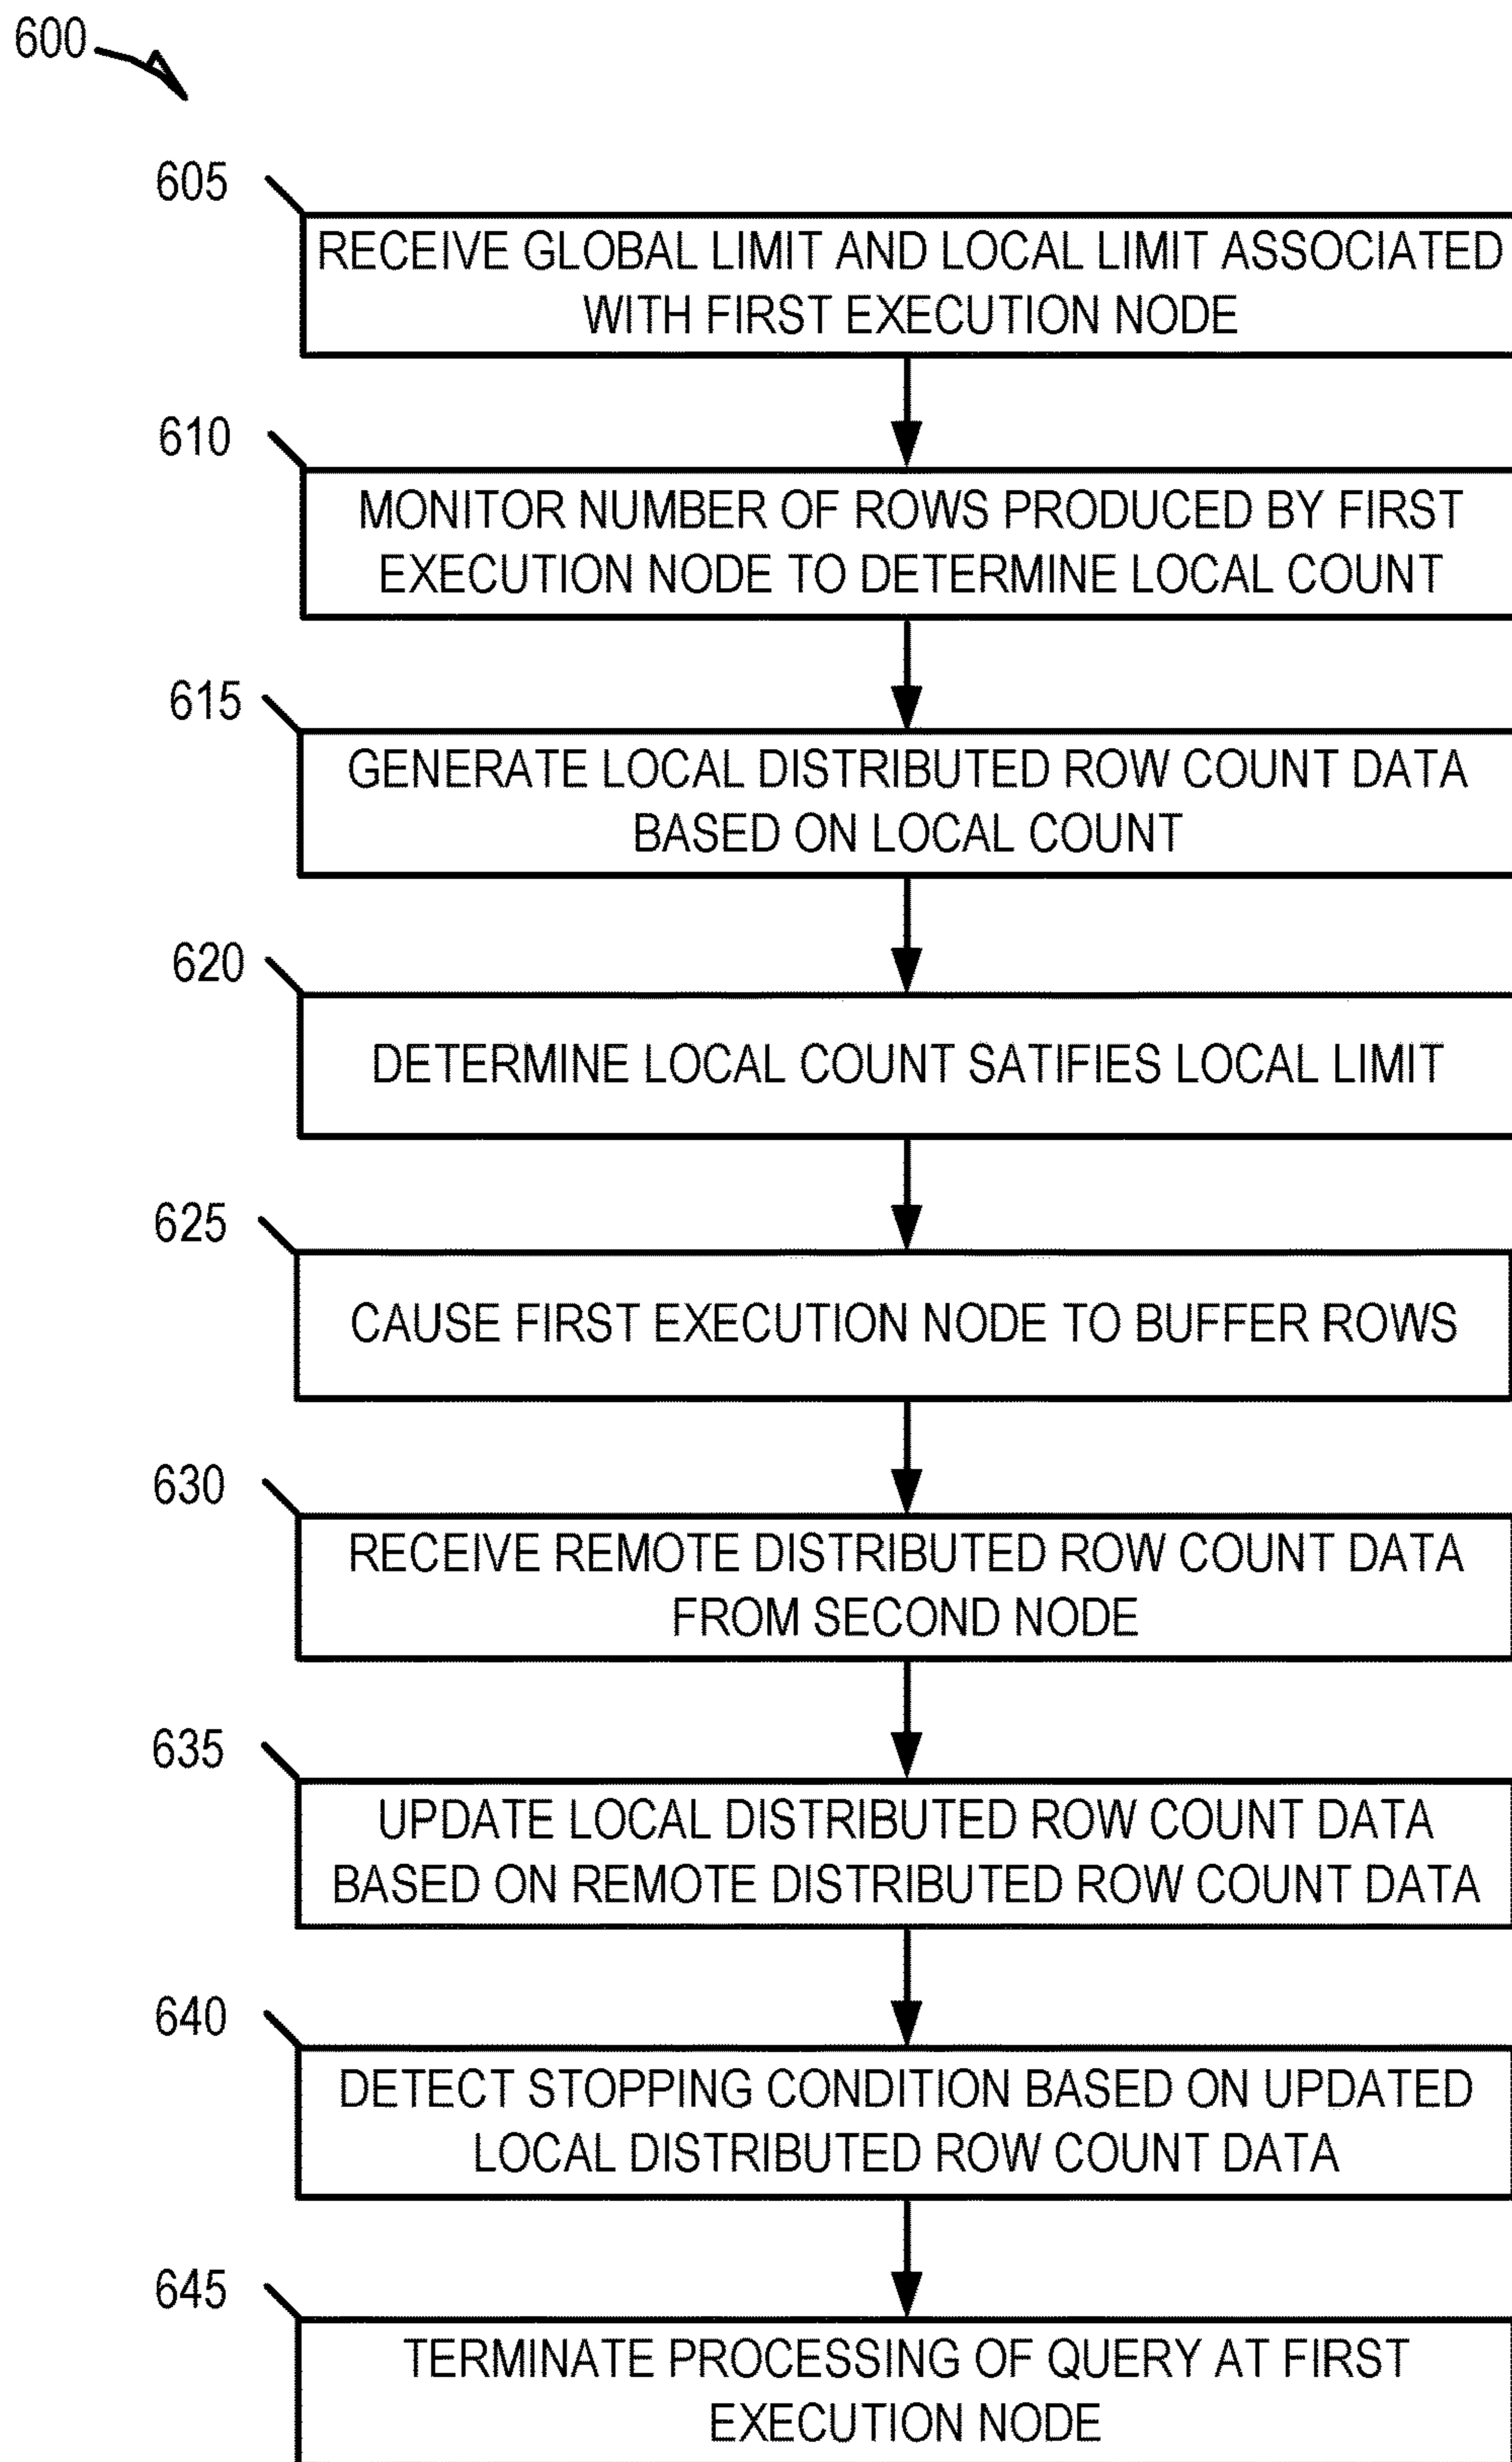 600
605
RECEIVE GLOBAL LIMIT AND LOCAL LIMIT ASSOCIATED
WITH FIRST EXECUTION NODE
610
MONITOR NUMBER OF ROWS PRODUCED BY FIRST
EXECUTION NODE TO DETERMINE LOCAL COUNT
615
GENERATE LOCAL DISTRIBUTED ROW COUNT DATA
BASED ON LOCAL COUNT
620
DETERMINE LOCAL COUNT SATIFIES LOCAL LIMIT
625
CAUSE FIRST EXECUTION NODE TO BUFFER ROWS
630
RECEIVE REMOTE DISTRIBUTED ROW COUNT DATA
FROM SECOND NODE
635
UPDATE LOCAL DISTRIBUTED ROW COUNT DATA
BASED ON REMOTE DISTRIBUTED ROW COUNT DATA
640
DETECT STOPPING CONDITION BASED ON UPDATED
LOCAL DISTRIBUTED ROW COUNT DATA
645
TERMINATE PROCESSING OF QUERY AT FIRST
EXECUTION NODE